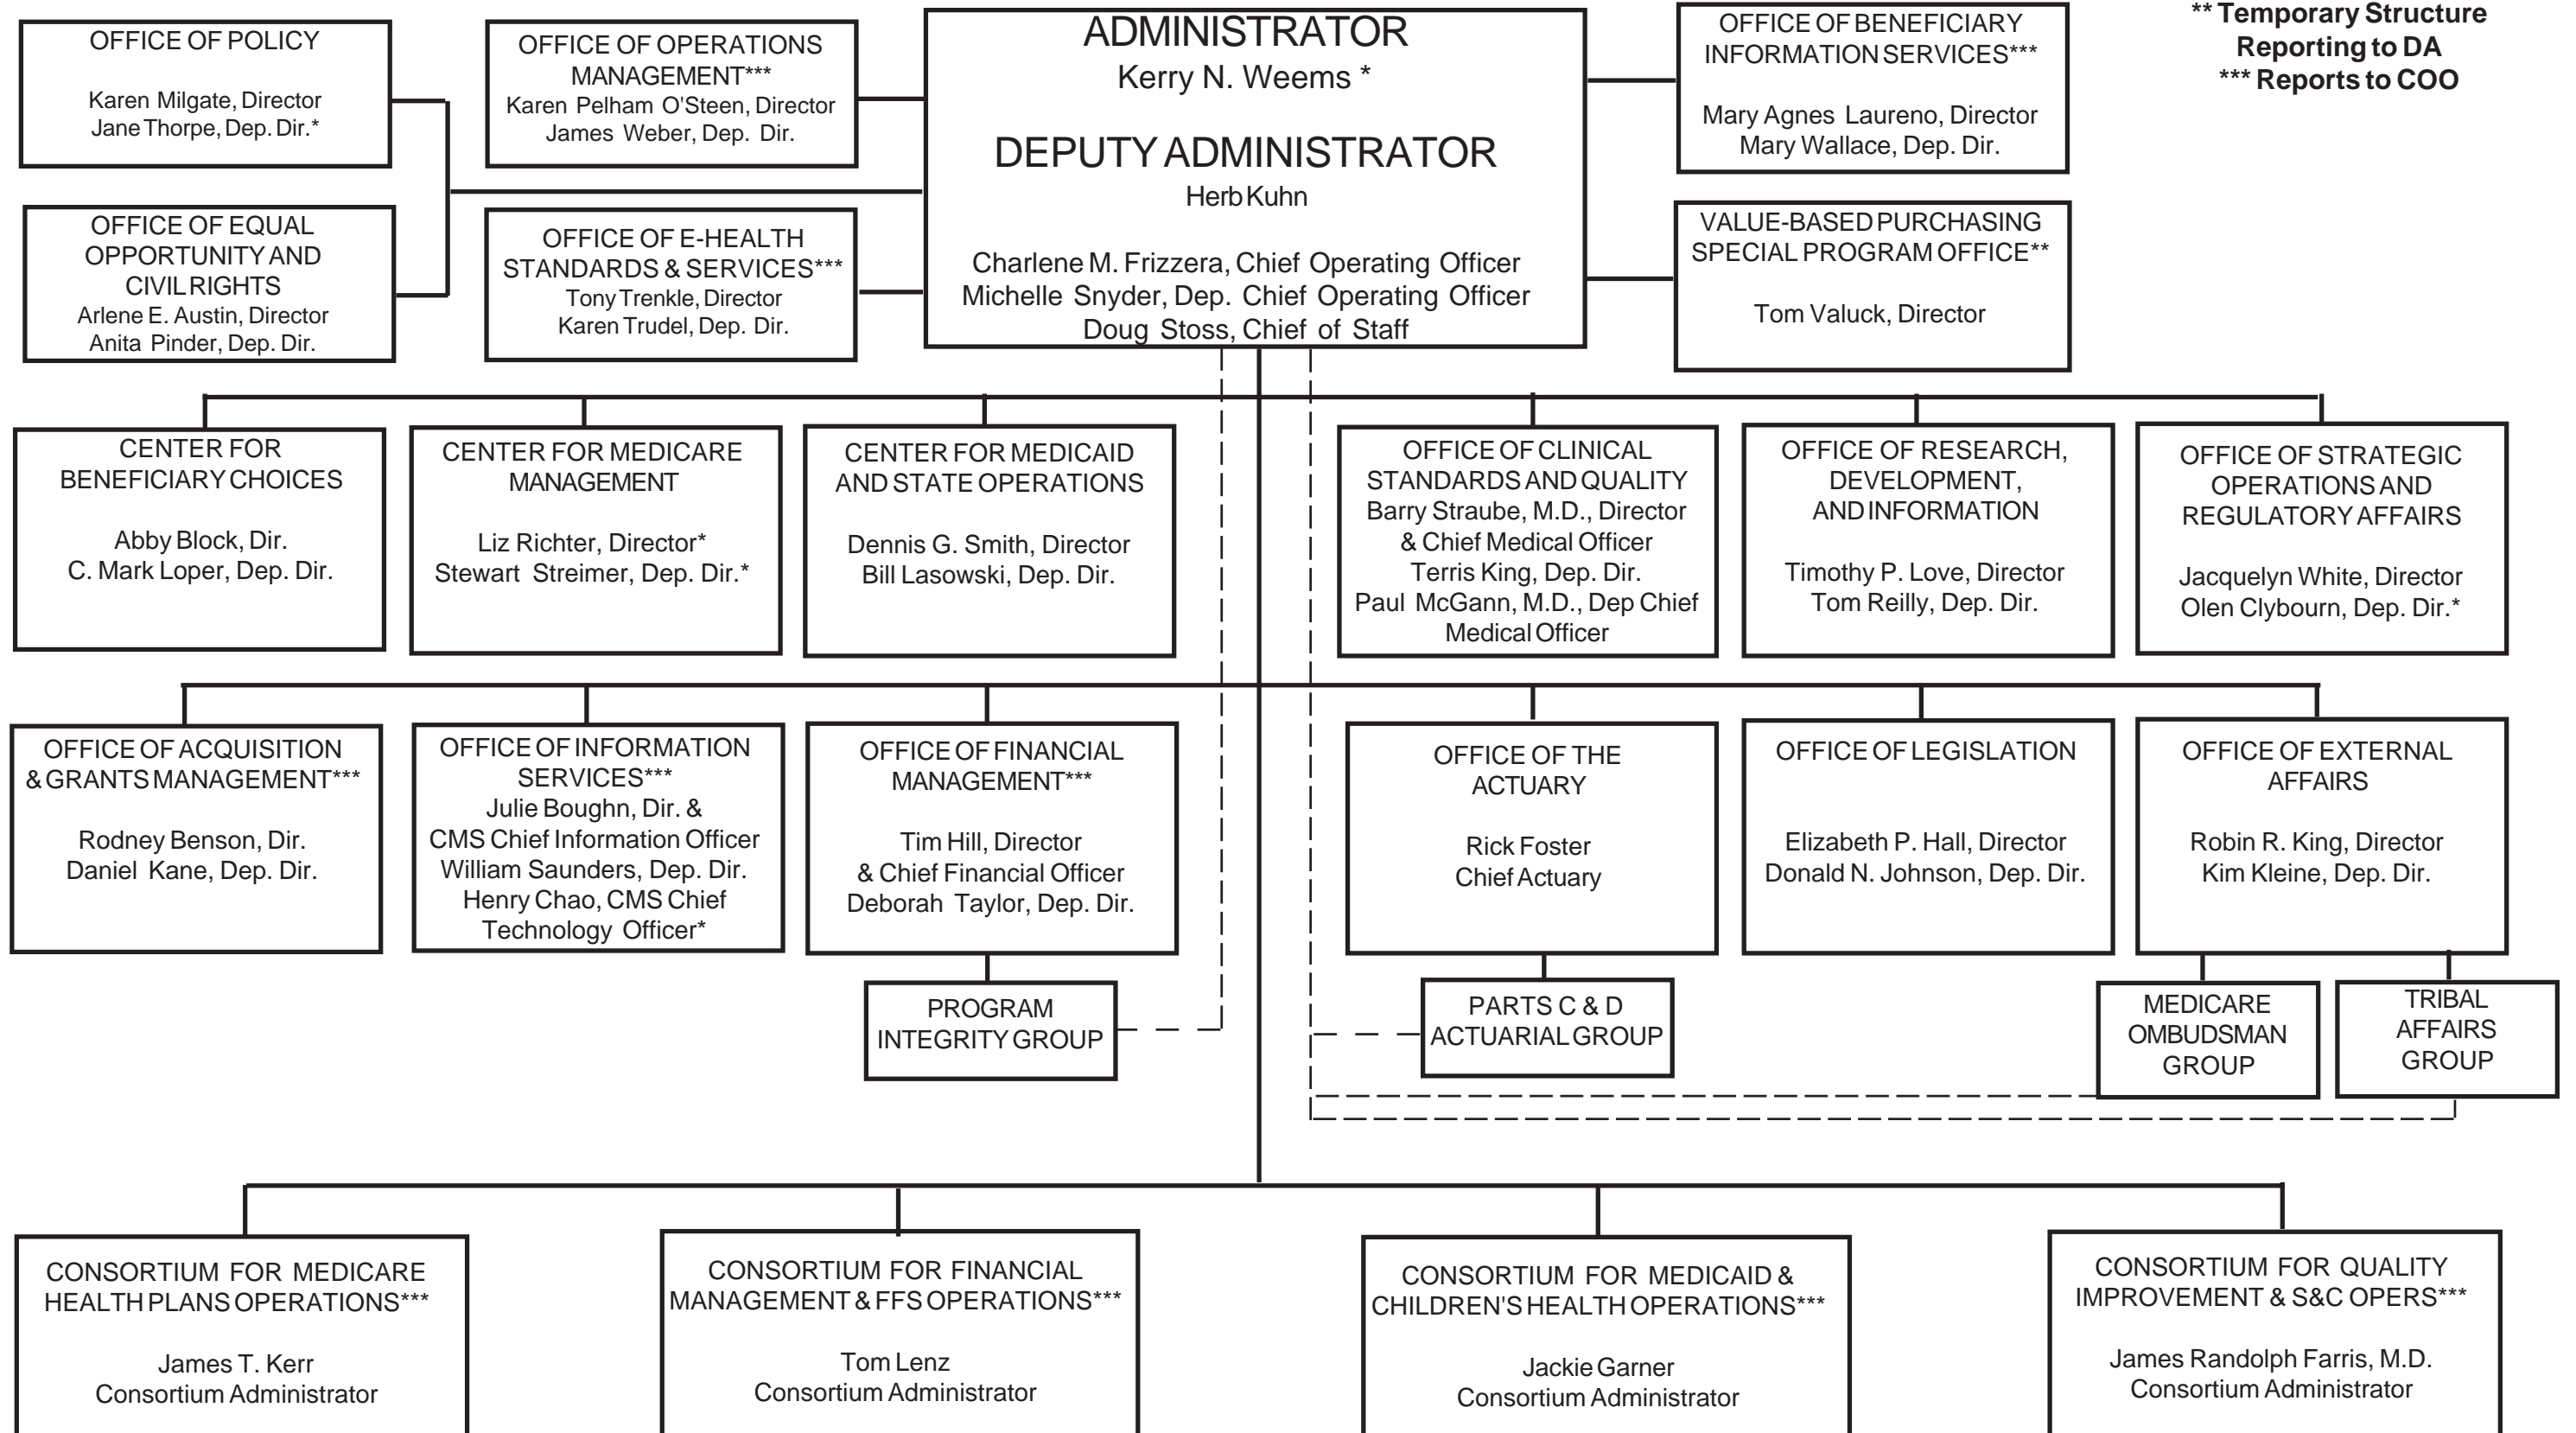 OFFICE OF POLICY
Karen Milgate, Director
Jane Thorpe, Dep. Dir.*
OFFICE OF OPERATIONS
MANAGEMENT***
Karen Pelham O'Steen, Director
James Weber, Dep. Dir.
ADMINISTRATOR
Kerry N. Weems *
DEPUTY ADMINISTRATOR
Herb Kuhn
Charlene M. Frizzera, Chief Operating Officer
Michelle Snyder, Dep. Chief Operating Officer
Doug Stoss, Chief of Staff
OFFICE OF BENEFICIARY
INFORMATION SERVICES***
Mary Agnes Laureno, Director
Mary Wallace, Dep. Dir.
** Temporary Structure
Reporting to DA
*** Reports to COO
OFFICE OF EQUAL
OPPORTUNITY AND
CIVIL RIGHTS
Arlene E. Austin, Director
Anita Pinder, Dep. Dir.
OFFICE OF E-HEALTH
STANDARDS & SERVICES***
Tony Trenkle, Director
Karen Trudel, Dep. Dir.
VALUE-BASED PURCHASING
SPECIAL PROGRAM OFFICE**
Tom Valuck, Director
CENTER FOR
BENEFICIARY CHOICES
Abby Block, Dir.
C. Mark Loper, Dep. Dir.
CENTER FOR MEDICARE
MANAGEMENT
Liz Richter, Director*
Stewart Streimer, Dep. Dir.*
CENTER FOR MEDICAID
AND STATE OPERATIONS
Dennis G. Smith, Director
Bill Lasowski, Dep. Dir.
OFFICE OF CLINICAL
STANDARDS AND QUALITY
Barry Straube, M.D., Director
& Chief Medical Officer
Terris King, Dep. Dir.
Paul McGann, M.D., Dep Chief
Medical Officer
OFFICE OF RESEARCH,
DEVELOPMENT,
AND INFORMATION
Timothy P. Love, Director
Tom Reilly, Dep. Dir.
OFFICE OF STRATEGIC
OPERATIONS AND
REGULATORY AFFAIRS
Jacquelyn White, Director
Olen Clybourn, Dep. Dir.*
OFFICE OF ACQUISITION
& GRANTS MANAGEMENT***
Rodney Benson, Dir.
Daniel Kane, Dep. Dir.
OFFICE OF INFORMATION
SERVICES***
Julie Boughn, Dir. &
CMS Chief Information Officer
William Saunders, Dep. Dir.
Henry Chao, CMS Chief
Technology Officer*
OFFICE OF FINANCIAL
MANAGEMENT***
Tim Hill, Director
& Chief Financial Officer
Deborah Taylor, Dep. Dir.
OFFICE OF THE
ACTUARY
Rick Foster
Chief Actuary
OFFICE OF LEGISLATION
Elizabeth P. Hall, Director
Donald N. Johnson, Dep. Dir.
OFFICE OF EXTERNAL
AFFAIRS
Robin R. King, Director
Kim Kleine, Dep. Dir.
PROGRAM
INTEGRITY GROUP
PARTS C & D
ACTUARIAL GROUP
MEDICARE
OMBUDSMAN
GROUP
TRIBAL
AFFAIRS
GROUP
CONSORTIUM FOR MEDICARE
HEALTH PLANS OPERATIONS***
James T. Kerr
Consortium Administrator
CONSORTIUM FOR FINANCIAL
MANAGEMENT & FFS OPERATIONS***
Tom Lenz
Consortium Administrator
CONSORTIUM FOR MEDICAID &
CHILDREN'S HEALTH OPERATIONS***
Jackie Garner
Consortium Administrator
CONSORTIUM FOR QUALITY
IMPROVEMENT & S&C OPERS***
James Randolph Farris, M.D.
Consortium Administrator